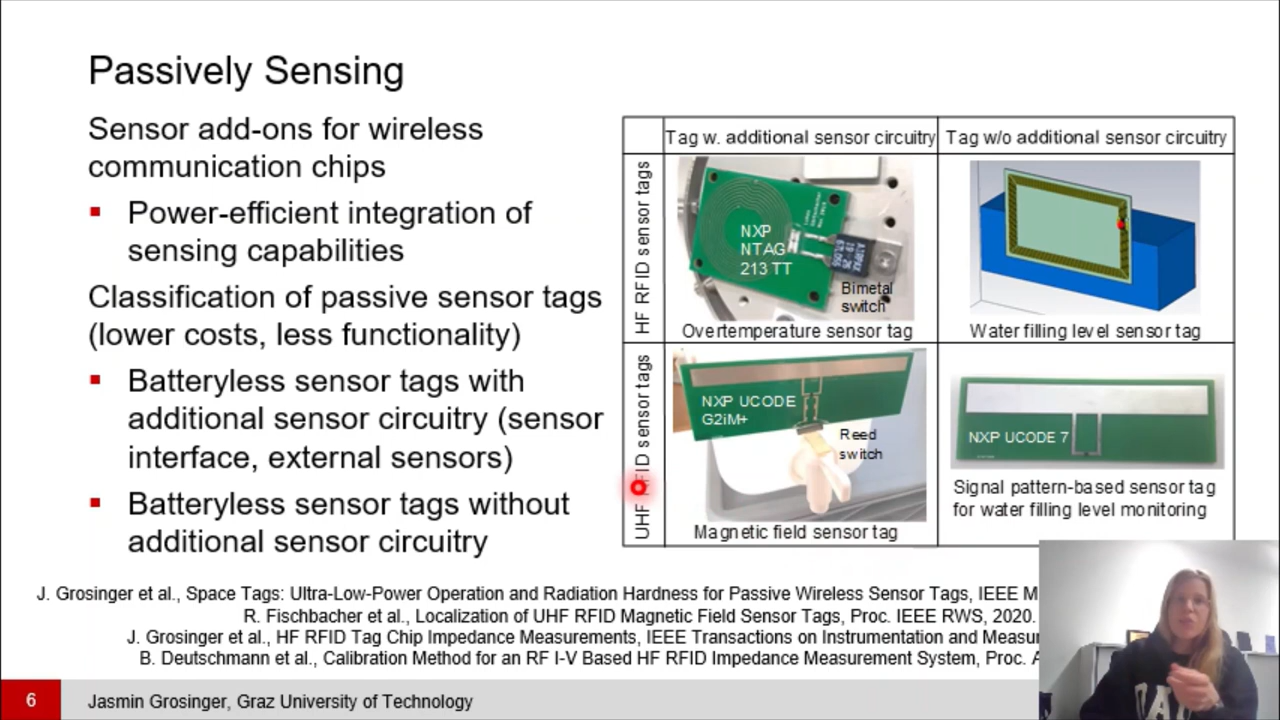 Passively Sensing
Sensor add-ons for wireless
communication chips
Power-efficient integration of
sensing capabilities
Classification of passive sensor tags
(lower costs, less functionality)
Batteryless sensor tags with
additional sensor circuitry (sensor
interface, external sensors)
Batteryless sensor tags without
additional sensor circuitry
Tag w. additional sensor circuitry
Tag w/o additional sensor circuitry
HF RFID sensor tags
NXP
NTAG
213 TT
Bimetal
switch
Overtemperature sensor tag
Water filling level sensor tag
UHF RFID sensor tags
NXP UCODE
G2iM+
Reed
switch
Magnetic field sensor tag
NXP UCODE 7
Signal pattern-based sensor tag
for water filling level monitoring
J. Grosinger et al., Space Tags: Ultra-Low-Power Operation and Radiation Hardness for Passive Wireless Sensor Tags, IEEE M
R. Fischbacher et al., Localization of UHF RFID Magnetic Field Sensor Tags, Proc. IEEE RWS, 2020.
J. Grosinger et al., HF RFID Tag Chip Impedance Measurements, IEEE Transactions on Instrumentation and Measur
B. Deutschmann et al., Calibration Method for an RF I-V Based HF RFID Impedance Measurement System, Proc. A
6
Jasmin Grosinger, Graz University of Technology